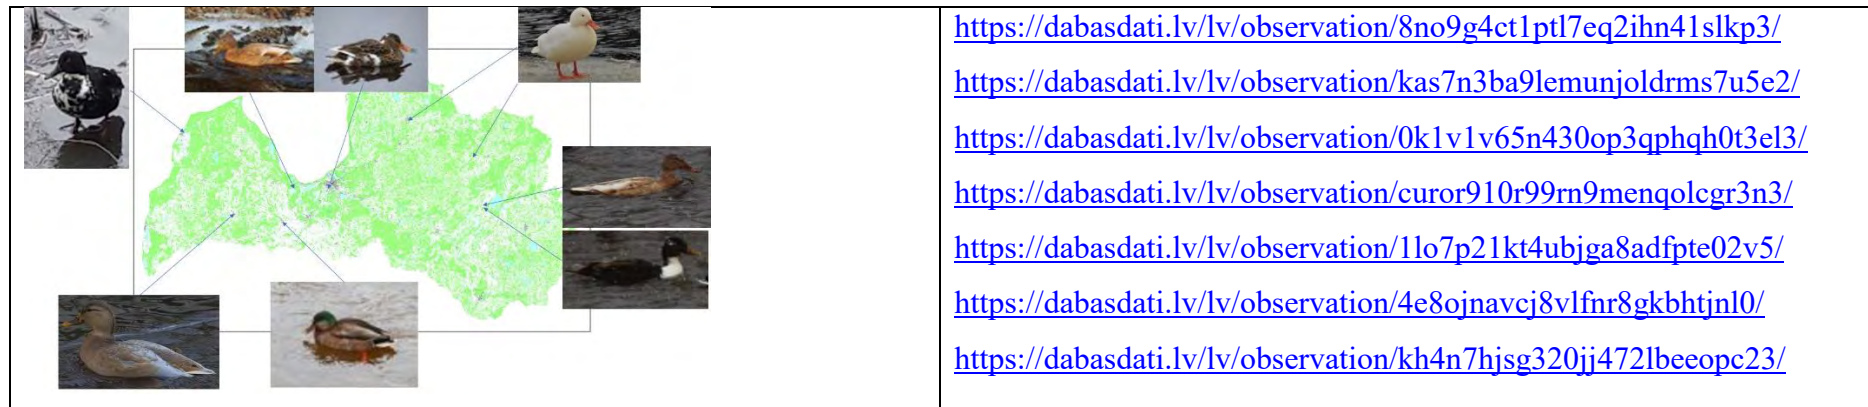 https://dabasdati.lv/lv/observation/8no9g4ct1ptl7eq2ihn41slkp3/
https://dabasdati.lv/lv/observation/kas7n3ba9lemunjoldrms7u5e2/
https://dabasdati.lv/lv/observation/0k1v1v65n430op3qphqh0t3el3/
https://dabasdati.lv/lv/observation/curor910r99rn9menqolcgr3n3/
https://dabasdati.lv/lv/observation/1lo7p21kt4ubjga8adfpte02v5/
https://dabasdati.lv/lv/observation/4e8ojnavcj8vlfnr8gkbhtjnl0/
https://dabasdati.lv/lv/observation/kh4n7hjsg320jj472lbeeopc23/